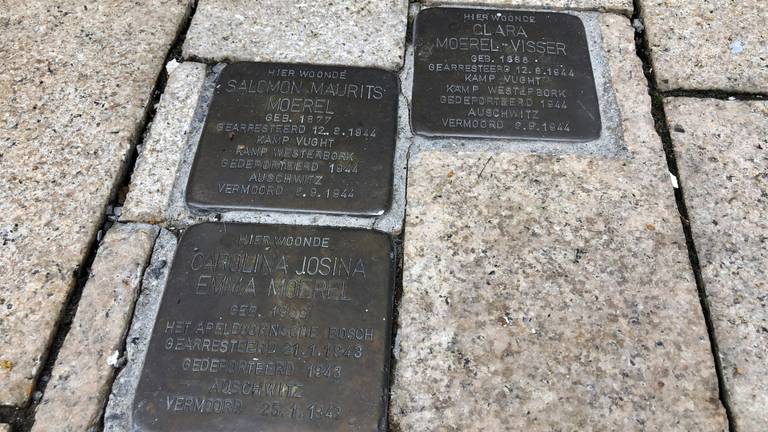 HIER WOONDE
SALOMON MAURITS
MOEREL
GEB. 1877
GEARRESTEERD 12.8.1944
KAMP VUGHT
KAMP WESTERBORK
GEDEPORTEERD 1944
AUSCHWITZ
VERMOORD 6.9.1944
HIER WOONDE
CLARA
MOEREL-VISSER
GEB. 1888
GEARRESTEERD 12.8.1944
KAMP VUGHT
KAMP WESTERBORK
GEDEPORTEERD 1944
AUSCHWITZ
VERMOORD 6.9.1944
HIER WOONDE
CAROLINA JOSINA
EMMA MOEREL
GEB.
HET APELDOORNSCHE BOSCH
GEARRESTEERD 21.1.1943
GEDEPORTEERD 1943
AUSCHWITZ
VERMOORD 25.1.1943